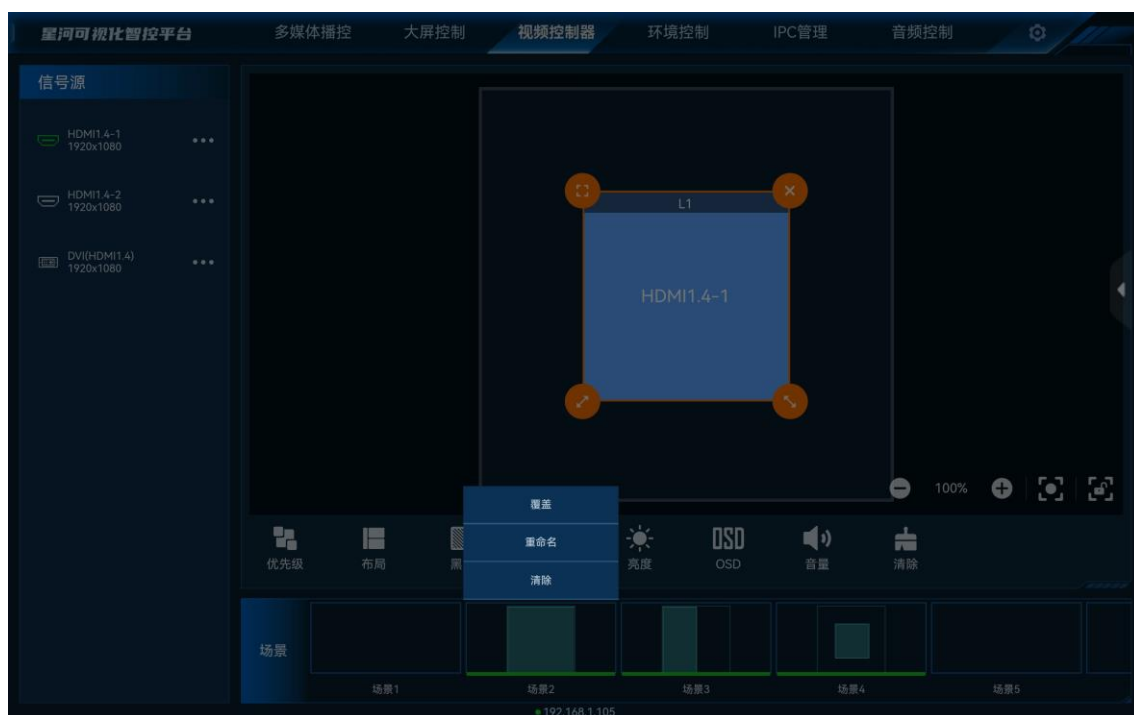 星河可视化智控平台
多媒体播控
大屏控制
视频控制器
环境控制
IPC管理
音频控制
信号源
HDMI1.4-1
1920x1080
HDMI1.4-2
1920x1080
DVI(HDMI1.4)
1920x1080
L1
HDMI1.4-1
100%
覆盖
重命名
清除
优先级
布局
黑
亮度
OSD
OSD
音量
清除
场景
场景1
场景2
场景3
场景4
场景5
192.168.1.105